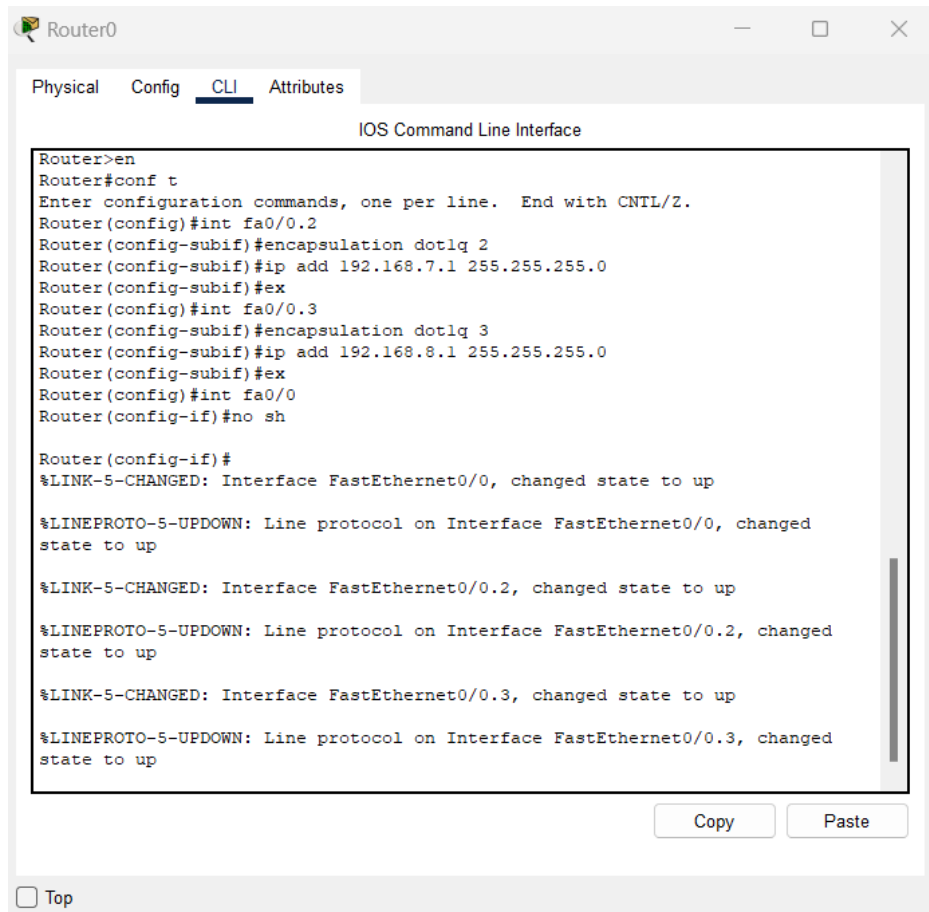 Router0
Physical Config CLI Attributes
IOS Command Line Interface
Router>en
Router#conf t
Enter configuration commands, one per line.  End with CNTL/Z.
Router(config)#int fa0/0.2
Router(config-subif)#encapsulation dot1q 2
Router(config-subif)#ip add 192.168.7.1 255.255.255.0
Router(config-subif)#ex
Router(config)#int fa0/0.3
Router(config-subif)#encapsulation dot1q 3
Router(config-subif)#ip add 192.168.8.1 255.255.255.0
Router(config-subif)#ex
Router(config)#int fa0/0
Router(config-if)#no sh
Router(config-if)#
%LINK-5-CHANGED: Interface FastEthernet0/0, changed state to up
%LINEPROTO-5-UPDOWN: Line protocol on Interface FastEthernet0/0, changed
state to up
%LINK-5-CHANGED: Interface FastEthernet0/0.2, changed state to up
%LINEPROTO-5-UPDOWN: Line protocol on Interface FastEthernet0/0.2, changed
state to up
%LINK-5-CHANGED: Interface FastEthernet0/0.3, changed state to up
%LINEPROTO-5-UPDOWN: Line protocol on Interface FastEthernet0/0.3, changed
state to up
Copy Paste
Top